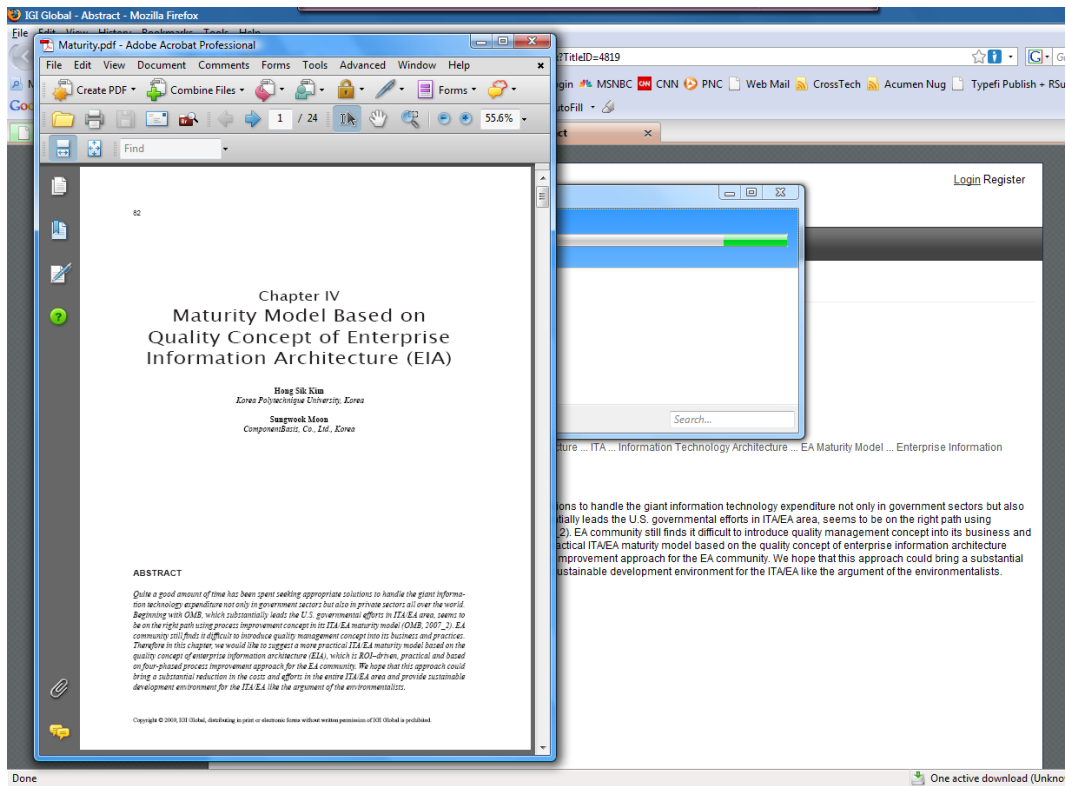 IGI Global - Abstract - Mozilla Firefox
File Edit View History Bookmarks Tools Help
Maturity.pdf - Adobe Acrobat Professional
File Edit View Document Comments Forms Tools Advanced Window Help
?TitleID=4819
Create PDF Combine Files Forms
MSNBC CNN PNC Web Mail CrossTech Acumen Nug Typefi Publish + RSu
1 / 24 55.6%
utoFill
Find
ct
Login Register
82
Chapter IV
Maturity Model Based on
Quality Concept of Enterprise
Information Architecture (EIA)
Hong Sik Kim
Korea Polytechnique University, Korea
Sungwook Moon
ComponentBasis, Co., Ltd., Korea
Search...
cture ... ITA ... Information Technology Architecture ... EA Maturity Model ... Enterprise Information
ions to handle the giant information technology expenditure not only in government sectors but also
tially leads the U.S. governmental efforts in ITA/EA area, seems to be on the right path using
_2). EA community still finds it difficult to introduce quality management concept into its business and
actical ITA/EA maturity model based on the quality concept of enterprise information architecture
improvement approach for the EA community. We hope that this approach could bring a substantial
ustainable development environment for the ITA/EA like the argument of the environmentalists.
ABSTRACT
Quite a good amount of time has been spent seeking appropriate solutions to handle the giant informa-
tion technology expenditure not only in government sectors but also in private sectors all over the world.
Beginning with OMB, which substantially leads the U.S. governmental efforts in ITA/EA area, seems to
be on the right path using process improvement concept in its ITA/EA maturity model (OMB, 2007_2). EA
community still finds it difficult to introduce quality management concept into its business and practices.
Therefore in this chapter, we would like to suggest a more practical ITA/EA maturity model based on the
quality concept of enterprise information architecture (EIA), which is ROI–driven, practical and based
on four-phased process improvement approach for the EA community. We hope that this approach could
bring a substantial reduction in the costs and efforts in the entire ITA/EA area and provide sustainable
development environment for the ITA/EA like the argument of the environmentalists.
Copyright © 2009, IGI Global, distributing in print or electronic forms without written permission of IGI Global is prohibited.
Done
One active download (Unkno